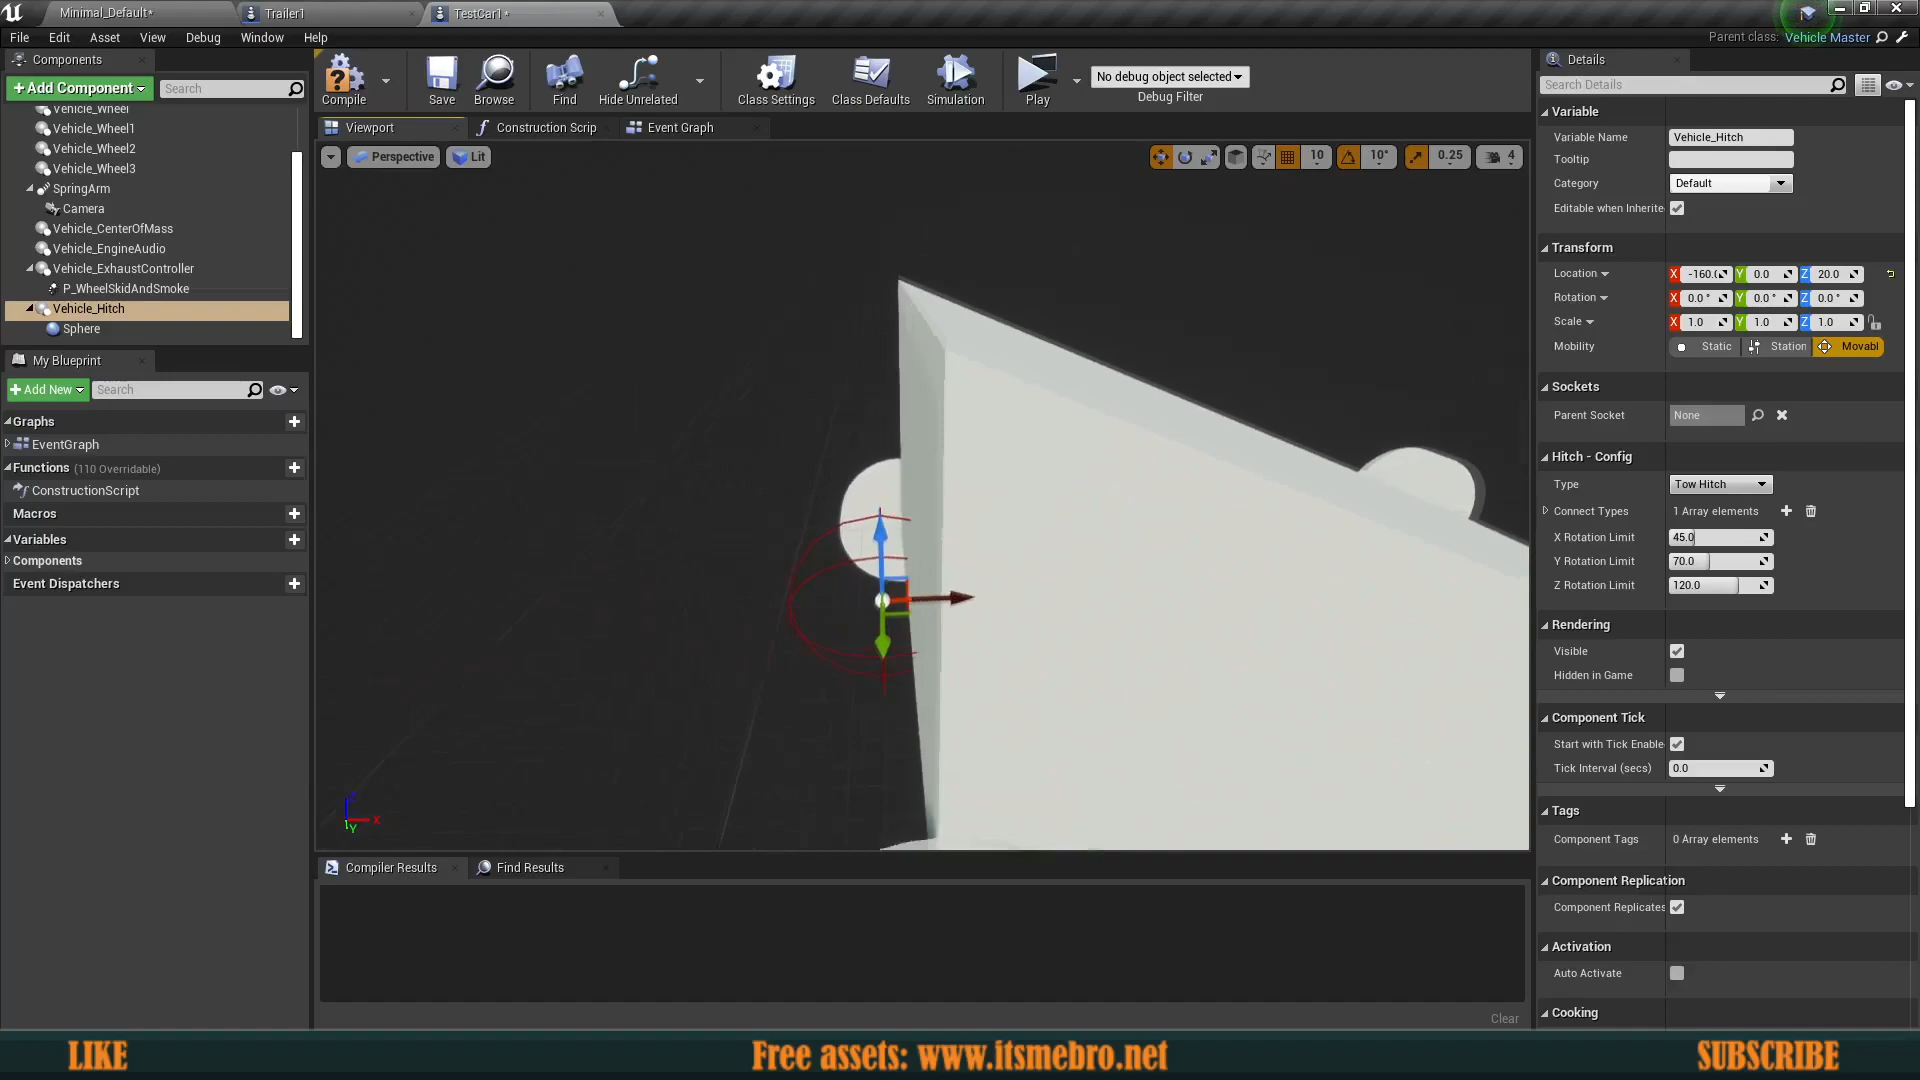 Minimal_Default*
Trailer1
TestCar1*
File
Edit
Asset
View
Debug
Window
Help
Parent class: Vehicle Master
Components
+Add Component
Search
Vehicle_Wheel
Vehicle_Wheel1
Vehicle_Wheel2
Vehicle_Wheel3
SpringArm
Camera
Vehicle_CenterOfMass
Vehicle_EngineAudio
Vehicle_ExhaustController
P_WheelSkidAndSmoke
Vehicle_Hitch
Sphere
My Blueprint
+Add New
Search
Graphs
EventGraph
Functions (110 Overridable)
ConstructionScript
Macros
Variables
Components
Event Dispatchers
Compile
Save
Browse
Find
Hide Unrelated
Class Settings
Class Defaults
Simulation
Play
No debug object selected
Debug Filter
Viewport
Construction Scrip
Event Graph
Perspective
Lit
10
10°
0.25
4
Z
X
Y
Compiler Results
Find Results
Clear
Details
Search Details
Variable
Variable Name
Vehicle_Hitch
Tooltip
Category
Default
Editable when Inherite
Transform
Location
X -160.0 Y 0.0 Z 20.0
Rotation
X 0.0 ° Y 0.0 ° Z 0.0 °
Scale
X 1.0 Y 1.0 Z 1.0
Mobility
Static
Station
Movabl
Sockets
Parent Socket
None
Hitch - Config
Type
Tow Hitch
Connect Types
1 Array elements
X Rotation Limit
45.0
Y Rotation Limit
70.0
Z Rotation Limit
120.0
Rendering
Visible
Hidden in Game
Component Tick
Start with Tick Enable
Tick Interval (secs)
0.0
Tags
Component Tags
0 Array elements
Component Replication
Component Replicates
Activation
Auto Activate
Cooking
LIKE
Free assets: www.itsmebro.net
SUBSCRIBE